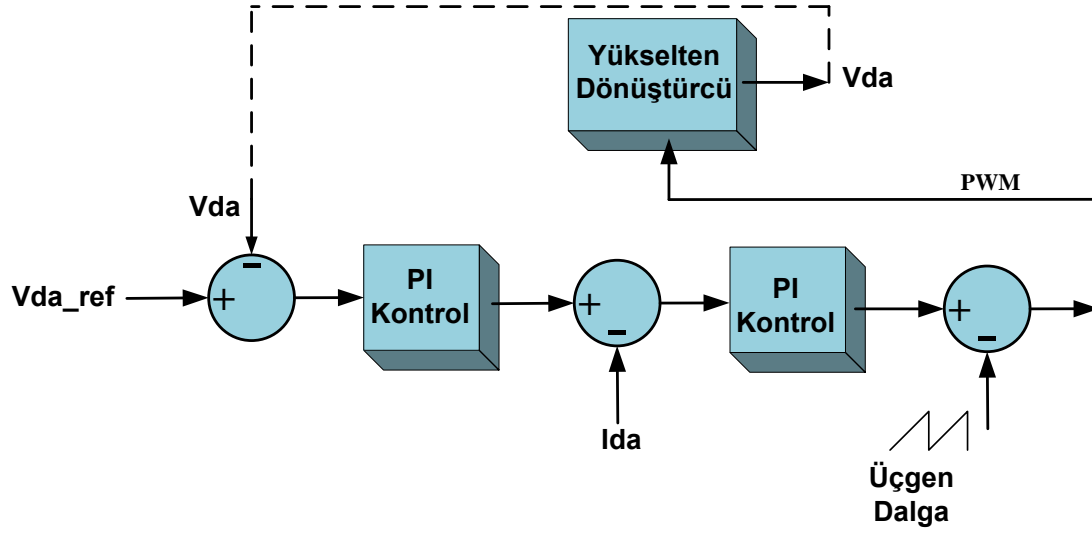 Yükselten
Dönüştürcü
Vda
PWM
Vda
Vda_ref
+
-
PI
Kontrol
+
-
PI
Kontrol
+
-
Ida
Üçgen
Dalga